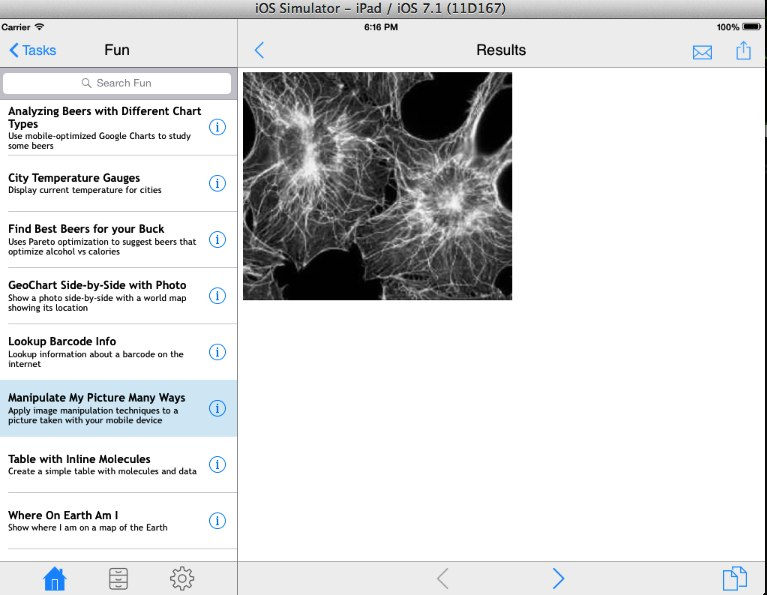 iOS Simulator – iPad / iOS 7.1 (11D167)
Carrier
6:16 PM
100%
Tasks
Fun
Results
Search Fun
Analyzing Beers with Different Chart
Types
Use mobile-optimized Google Charts to study
some beers
City Temperature Gauges
Display current temperature for cities
Find Best Beers for your Buck
Uses Pareto optimization to suggest beers that
optimize alcohol vs calories
GeoChart Side-by-Side with Photo
Show a photo side-by-side with a world map
showing its location
Lookup Barcode Info
Lookup information about a barcode on the
internet
Manipulate My Picture Many Ways
Apply image manipulation techniques to a
picture taken with your mobile device
Table with Inline Molecules
Create a simple table with molecules and data
Where On Earth Am I
Show where I am on a map of the Earth